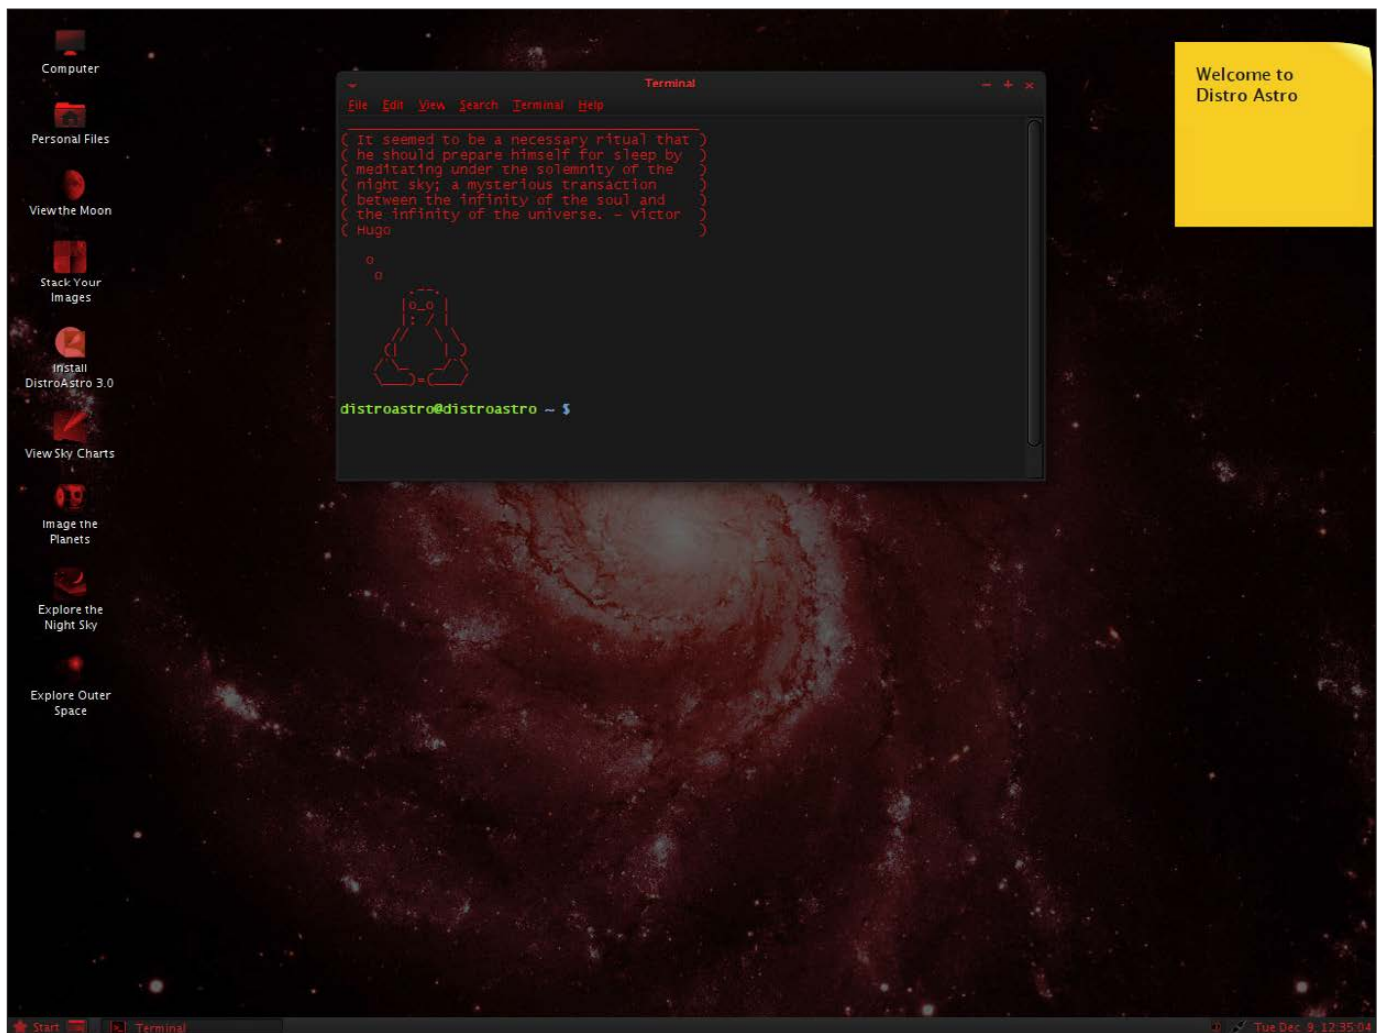 Computer
Personal Files
View the Moon
Stack Your
Images
Install
DistroAstro 3.0
View Sky Charts
Image the
Planets
Explore the
Night Sky
Explore Outer
Space
Terminal
File Edit View Search Terminal Help
( It seemed to be a necessary ritual that )
( he should prepare himself for sleep by )
( meditating under the solemnity of the )
( night sky; a mysterious transaction )
( between the infinity of the soul and )
( the infinity of the universe. – Victor )
( Hugo )
distroastro@distroastro ~ $
Welcome to
Distro Astro
Start Terminal Tue Dec 9, 12:35:04